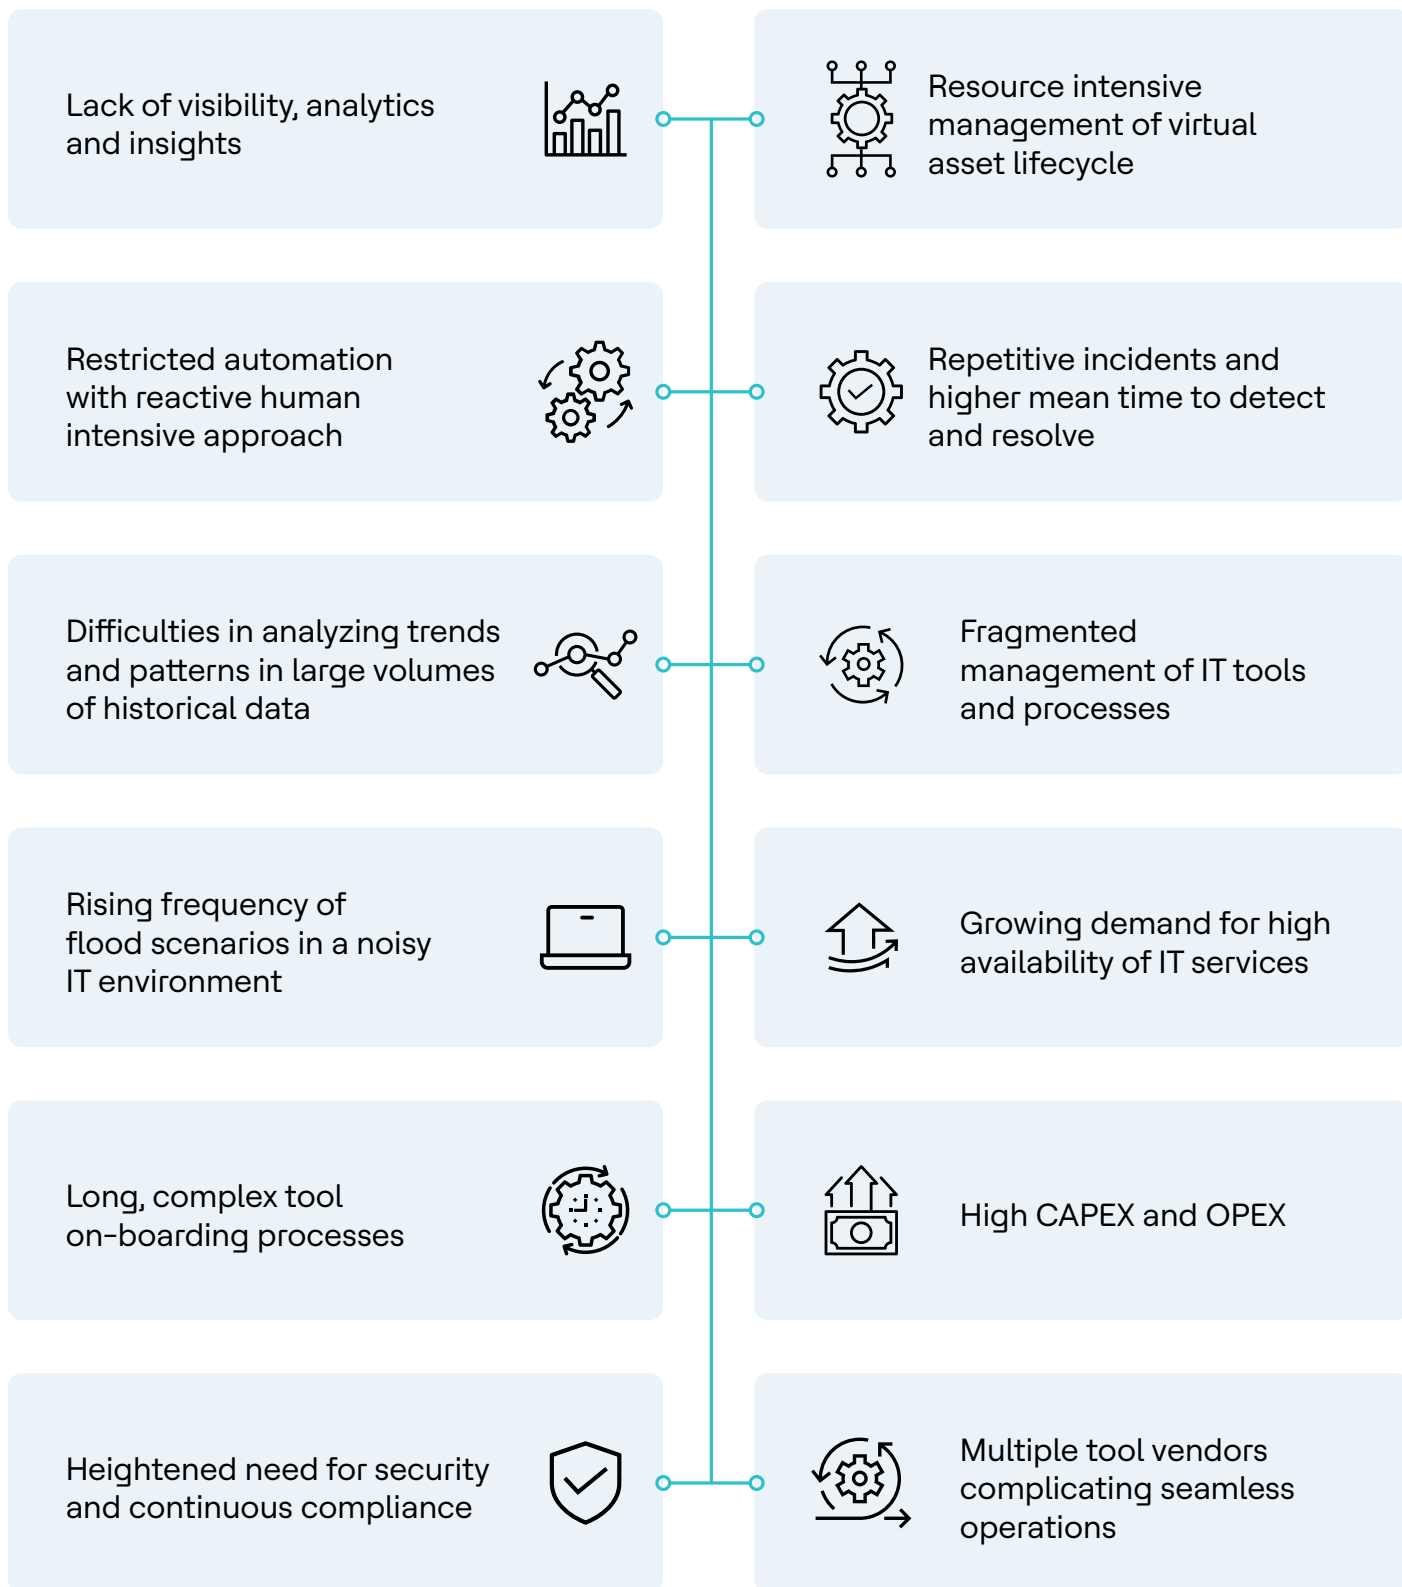 Lack of visibility, analytics
and insights
Resource intensive
management of virtual
asset lifecycle
Restricted automation
with reactive human
intensive approach
Repetitive incidents and
higher mean time to detect
and resolve
Difficulties in analyzing trends
and patterns in large volumes
of historical data
Fragmented
management of IT tools
and processes
Rising frequency of
flood scenarios in a noisy
IT environment
Growing demand for high
availability of IT services
Long, complex tool
on-boarding processes
High CAPEX and OPEX
Heightened need for security
and continuous compliance
Multiple tool vendors
complicating seamless
operations